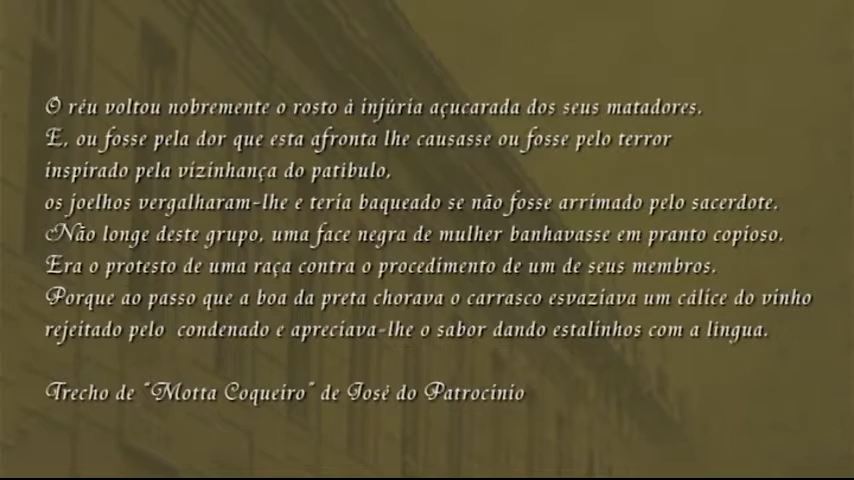 O réu voltou nobremente o rosto à injúria açucarada dos seus matadores.
E, ou fosse pela dor que esta afronta lhe causasse ou fosse pelo terror
inspirado pela vizinhança do patíbulo,
os joelhos vergalharam-lhe e teria baqueado se não fosse arrimado pelo sacerdote.
Não longe deste grupo, uma face negra de mulher banhavasse em pranto copioso.
Era o protesto de uma raça contra o procedimento de um de seus membros.
Porque ao passo que a boa da preta chorava o carrasco esvaziava um cálice do vinho
rejeitado pelo condenado e apreciava-lhe o sabor dando estalinhos com a língua.
Trecho de "Motta Coqueiro" de José do Patrocínio